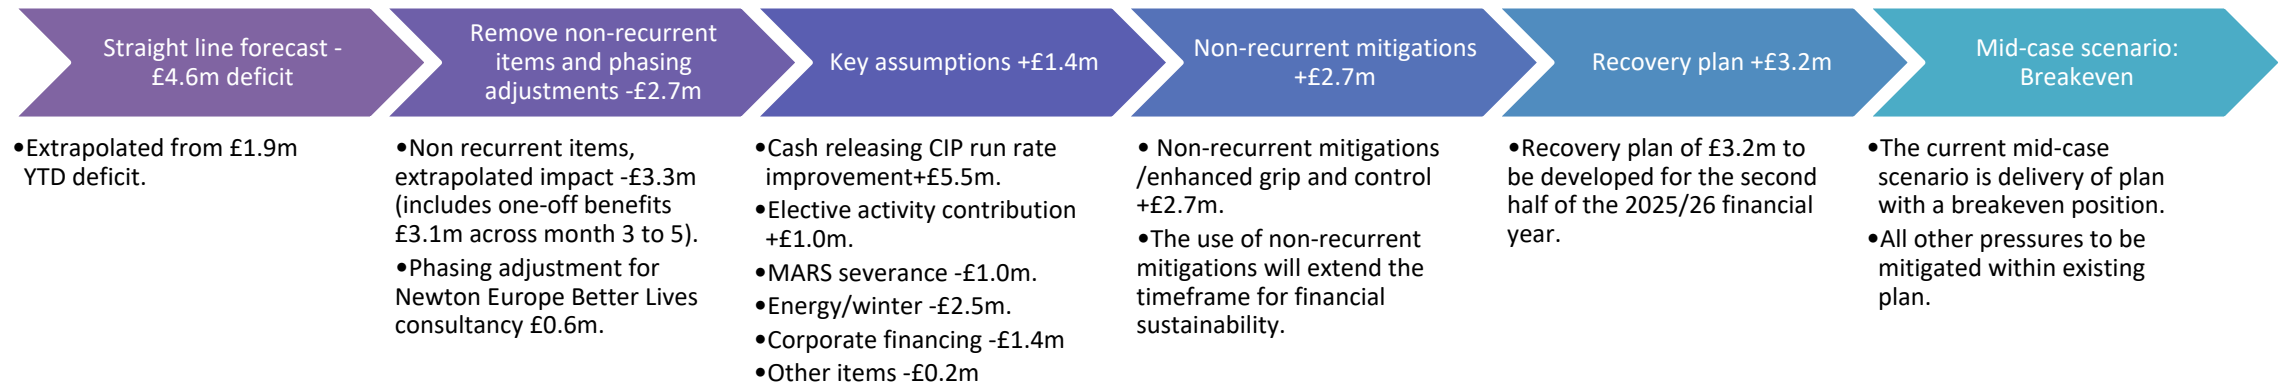 Straight line forecast -
£4.6m deficit
Remove non-recurrent
items and phasing
adjustments -£2.7m
Key assumptions +£1.4m
Non-recurrent mitigations
+£2.7m
Recovery plan +£3.2m
Mid-case scenario:
Breakeven
•Extrapolated from £1.9m
YTD deficit.
•Non recurrent items,
extrapolated impact -£3.3m
(includes one-off benefits
£3.1m across month 3 to 5).
•Phasing adjustment for
Newton Europe Better Lives
consultancy £0.6m.
•Cash releasing CIP run rate
improvement+£5.5m.
•Elective activity contribution
+£1.0m.
•MARS severance -£1.0m.
•Energy/winter -£2.5m.
•Corporate financing -£1.4m
•Other items -£0.2m
• Non-recurrent mitigations
/enhanced grip and control
+£2.7m.
•The use of non-recurrent
mitigations will extend the
timeframe for financial
sustainability.
•Recovery plan of £3.2m to
be developed for the second
half of the 2025/26 financial
year.
•The current mid-case
scenario is delivery of plan
with a breakeven position.
•All other pressures to be
mitigated within existing
plan.